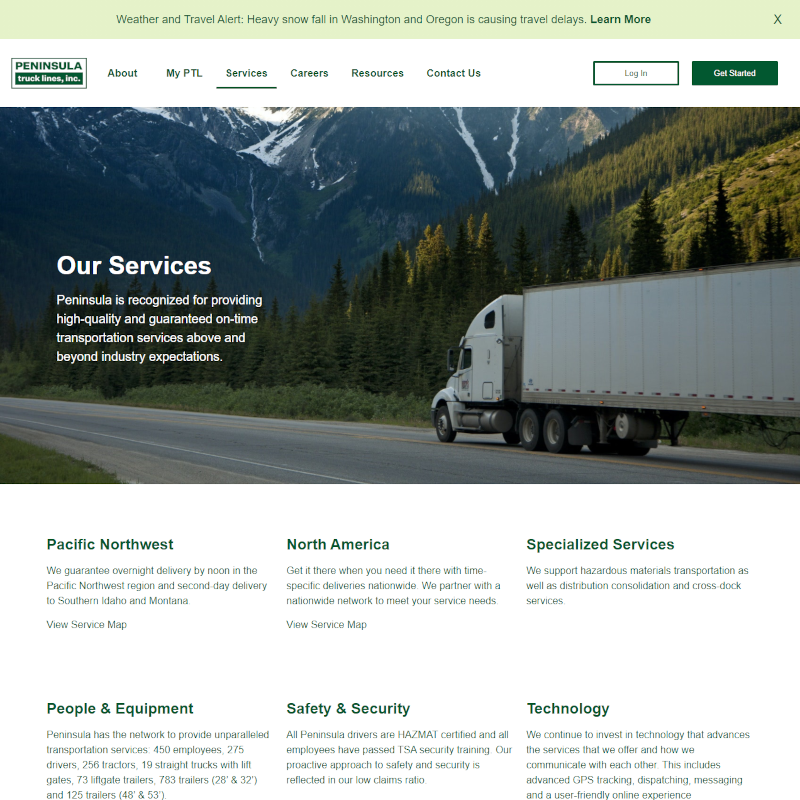 Weather and Travel Alert: Heavy snow fall in Washington and Oregon is causing travel delays. Learn More
X
PENINSULA
truck lines, inc.
About
My PTL
Services
Careers
Resources
Contact Us
Log In
Get Started
Our Services
Peninsula is recognized for providing
high-quality and guaranteed on-time
transportation services above and
beyond industry expectations.
Pacific Northwest
We guarantee overnight delivery by noon in the
Pacific Northwest region and second-day delivery
to Southern Idaho and Montana.
View Service Map
North America
Get it there when you need it there with time-
specific deliveries nationwide. We partner with a
nationwide network to meet your service needs.
View Service Map
Specialized Services
We support hazardous materials transportation as
well as distribution consolidation and cross-dock
services.
People & Equipment
Peninsula has the network to provide unparalleled
transportation services: 450 employees, 275
drivers, 256 tractors, 19 straight trucks with lift
gates, 73 liftgate trailers, 783 trailers (28' & 32')
and 125 trailers (48' & 53').
Safety & Security
All Peninsula drivers are HAZMAT certified and all
employees have passed TSA security training. Our
proactive approach to safety and security is
reflected in our low claims ratio.
Technology
We continue to invest in technology that advances
the services that we offer and how we
communicate with each other. This includes
advanced GPS tracking, dispatching, messaging
and a user-friendly online experience